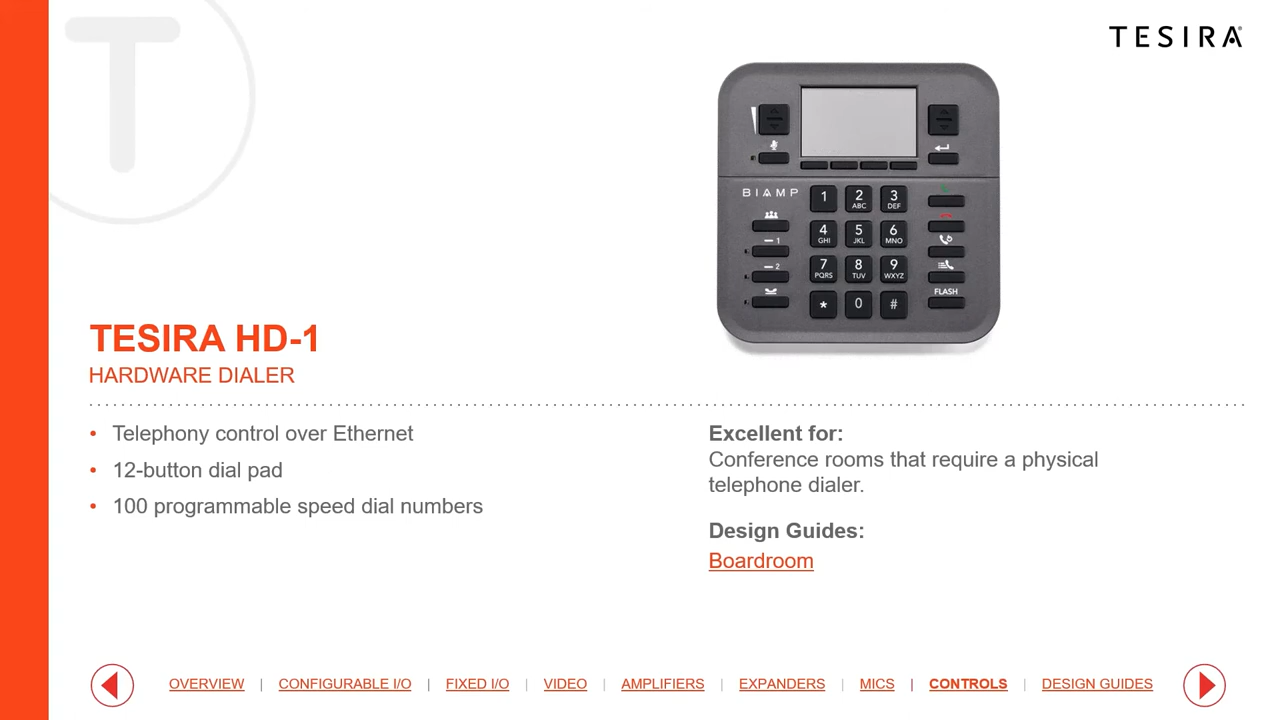 T
TESIRA
BIAMP
1
2
ABC
3
DEF
4
GHI
5
JKL
6
MNO
7
PQRS
8
TUV
9
WXYZ
*
0
#
1
2
FLASH
TESIRA HD-1
HARDWARE DIALER
• Telephony control over Ethernet
• 12-button dial pad
• 100 programmable speed dial numbers
Excellent for:
Conference rooms that require a physical
telephone dialer.
Design Guides:
Boardroom
OVERVIEW | CONFIGURABLE I/O | FIXED I/O | VIDEO | AMPLIFIERS | EXPANDERS | MICS | CONTROLS | DESIGN GUIDES